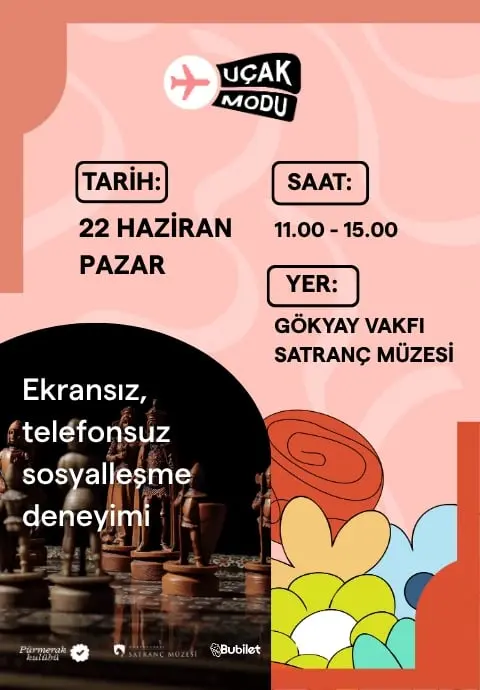 UÇAK
MODU
TARİH:
22 HAZİRAN
PAZAR
SAAT:
11.00 - 15.00
YER:
GÖKYAY VAKFI
SATRANÇ MÜZESİ
Ekransız,
telefonsuz
sosyalleşme
deneyimi
Pürmerak
kulübü
SATRANÇ MÜZESİ
Bubilet